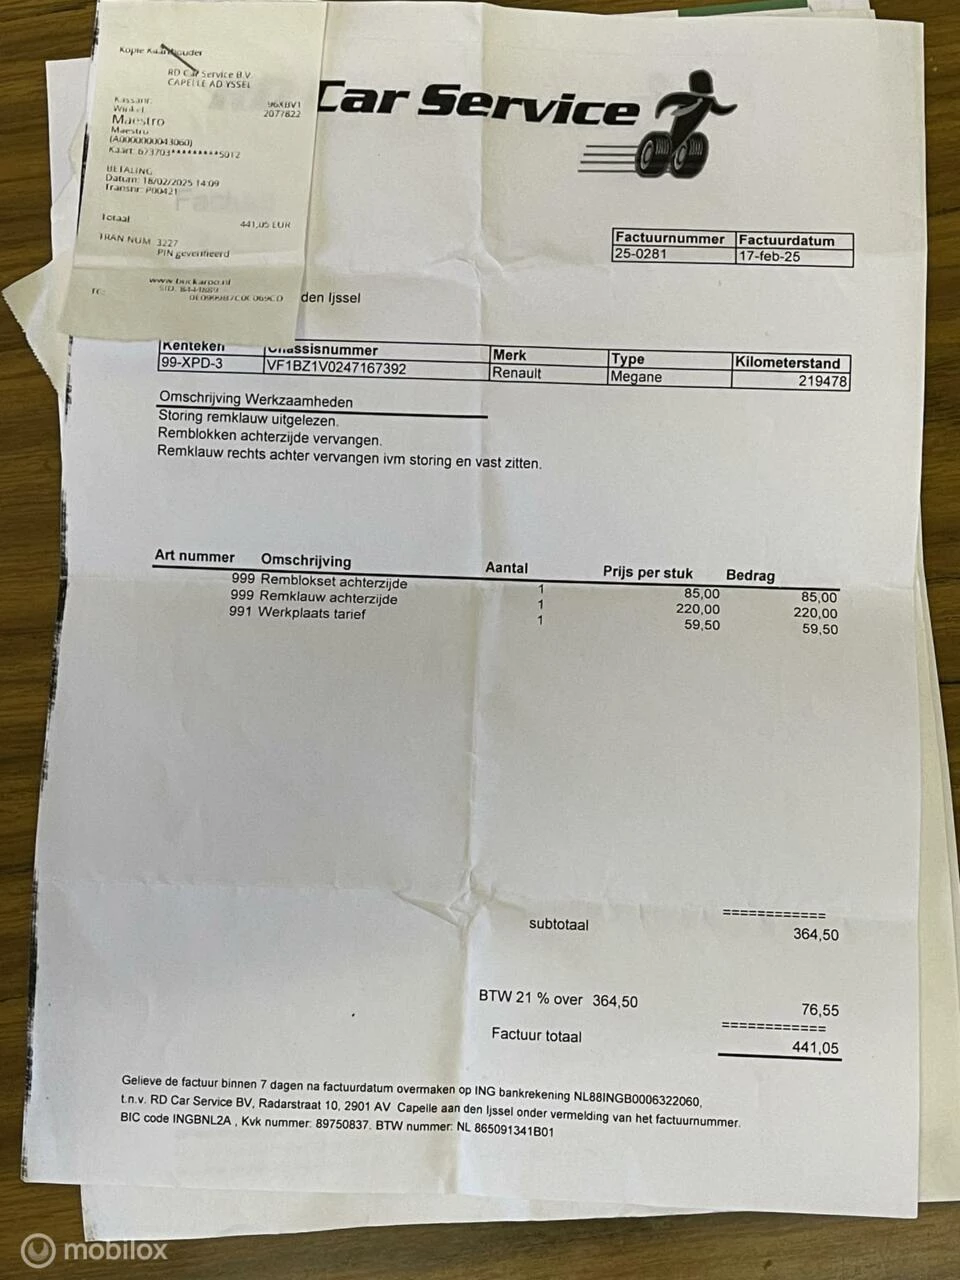 Kopie Kaarthouder
RD Car Service B.V.
CAPELLE AD YSSEL
Kassanr. 96XBV1
Winkel 2077822
Maestro
Maestro
(A0000000043060)
Kaart: 673703*********5012
BETALING
Datum: 18/02/2025 14:09
Transnr: P00421
Totaal 441,05 EUR
TRAN NUM 3227
PIN geverifieerd
www.buckaroo.nl
TC:
Car Service
Factuurnummer Factuurdatum
25-0281 17-feb-25
den Ijssel
Kenteken Chassisnummer Merk Type Kilometerstand
99-XPD-3 VF1BZ1V0247167392 Renault Megane 219478
Omschrijving Werkzaamheden
Storing remklauw uitgelezen.
Remblokken achterzijde vervangen.
Remklauw rechts achter vervangen ivm storing en vast zitten.
Art nummer Omschrijving Aantal Prijs per stuk Bedrag
999 Remblokset achterzijde 1 85,00 85,00
999 Remklauw achterzijde 1 220,00 220,00
991 Werkplaats tarief 1 59,50 59,50
============
subtotaal 364,50
BTW 21 % over 364,50 76,55
============
Factuur totaal 441,05
Gelieve de factuur binnen 7 dagen na factuurdatum overmaken op ING bankrekening NL88INGB0006322060,
t.n.v. RD Car Service BV, Radarstraat 10, 2901 AV Capelle aan den Ijssel onder vermelding van het factuurnummer.
BIC code INGBNL2A , Kvk nummer: 89750837. BTW nummer: NL 865091341B01
mobilox